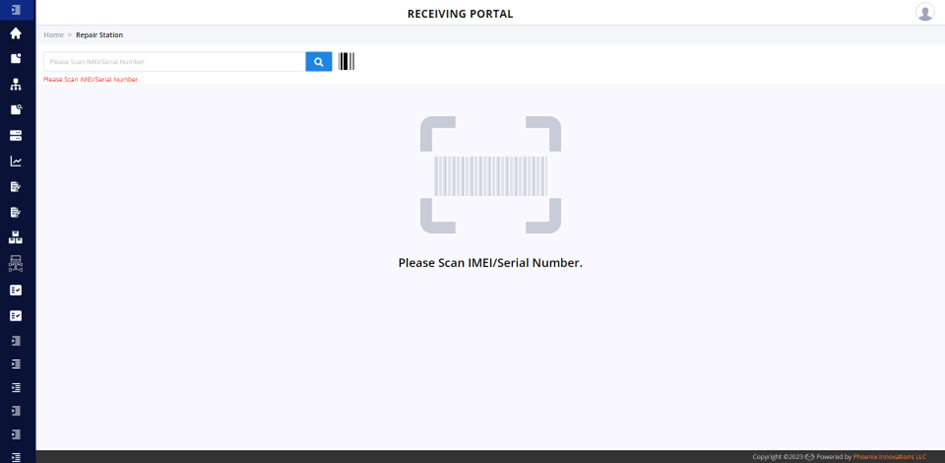 RECEIVING PORTAL
Home > Repair Station
Please Scan IMEI/Serial Number
Please Scan IMEI/Serial Number
Please Scan IMEI/Serial Number.
Copyright ©2023 Powered by Phoenix Innovations LLC